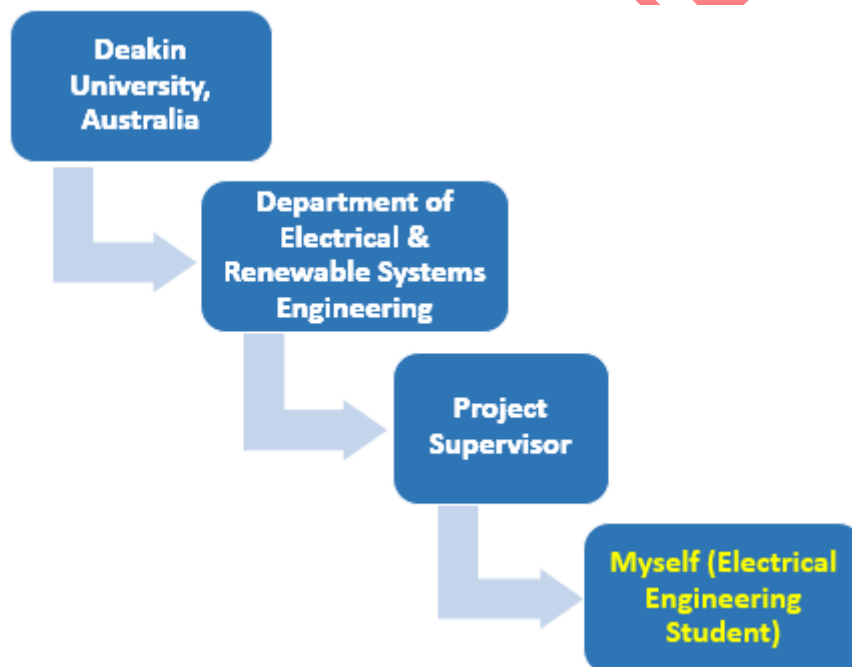 Deakin
University,
Australia
Department of
Electrical &
Renewable Systems
Engineering
Project
Supervisor
Myself (Electrical
Engineering
Student)